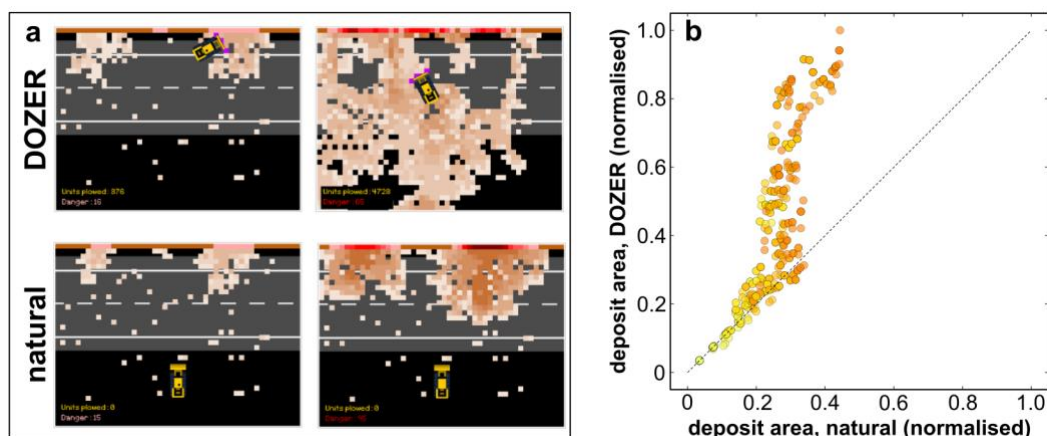 a
DOZER
Units plowed: 876
Danger: 16
Units plowed: 4728
natural
Units plowed: 0
Danger: 15
Units plowed: 0
b
deposit area, DOZER (normalised)
1.0
0.8
0.6
0.4
0.2
0
0
0.2
0.4
0.6
0.8
1.0
deposit area, natural (normalised)